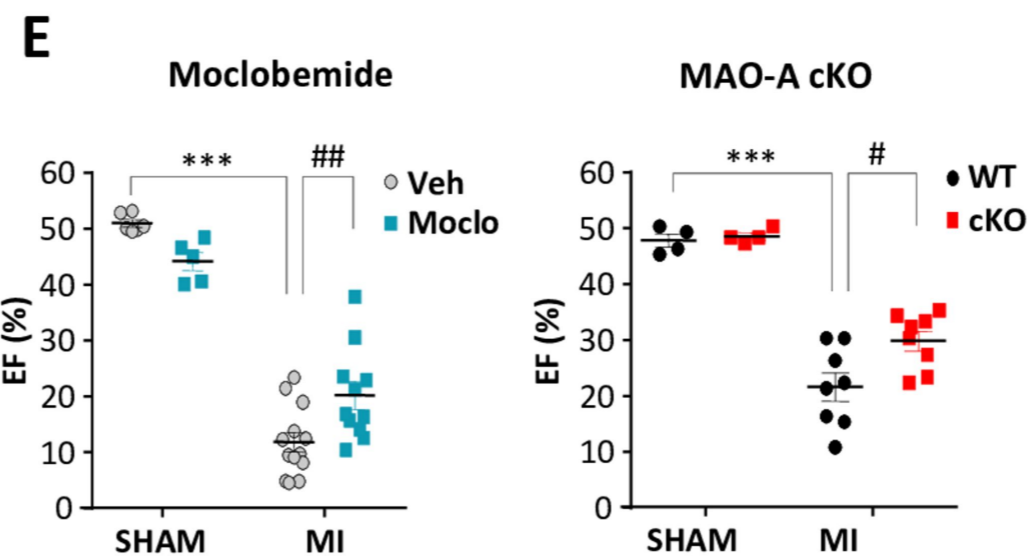 E
Moclobemide
*** ##
60
50
40
30
20
10
0
EF (%)
SHAM MI
Veh
Moclo
MAO-A cKO
*** #
60
50
40
30
20
10
0
EF (%)
SHAM MI
WT
cKO